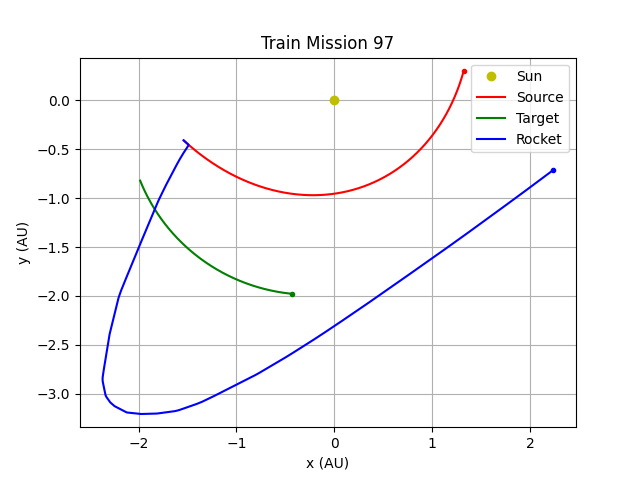 Train Mission 97
Sun
Source
Target
Rocket
0.0
−0.5
−1.0
−1.5
−2.0
−2.5
−3.0
y (AU)
−2
−1
0
1
2
x (AU)